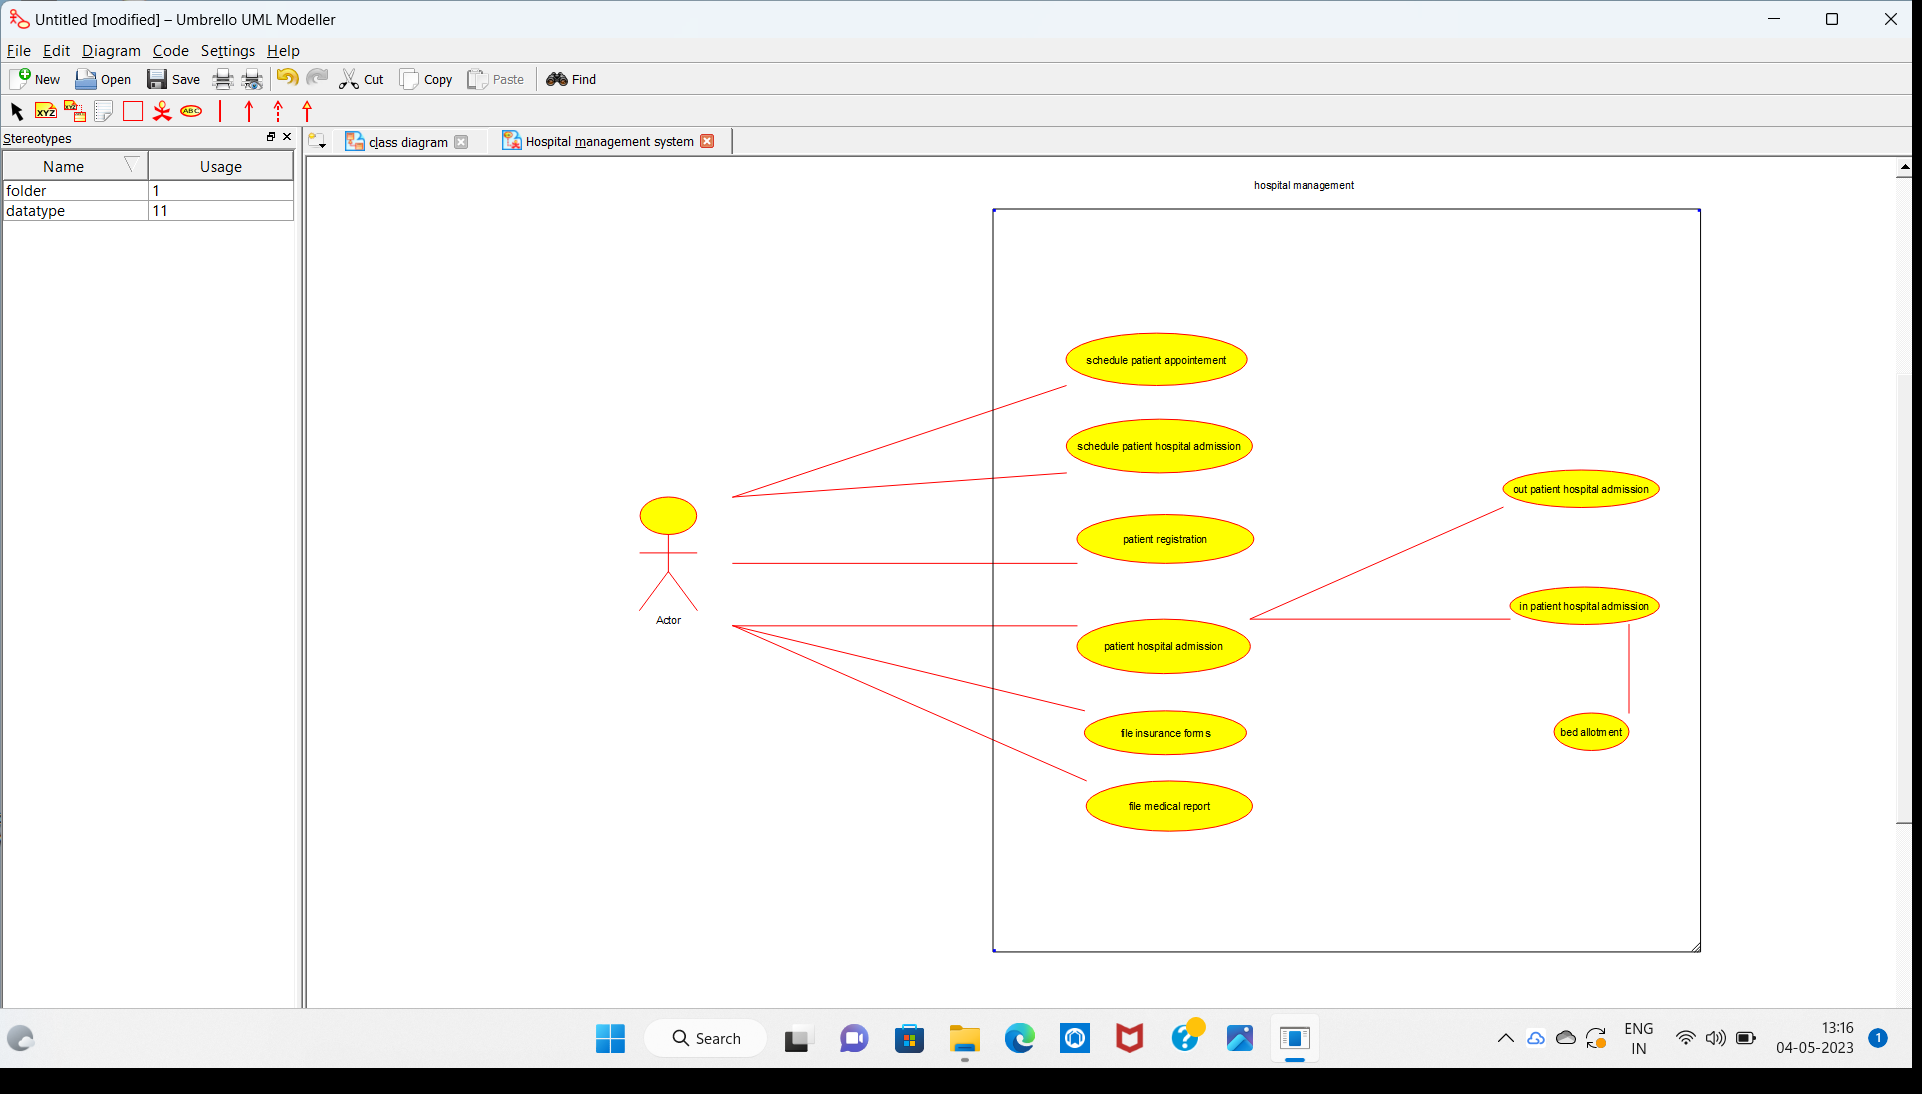 Untitled [modified] – Umbrello UML Modeller
File Edit Diagram Code Settings Help
New Open Save Cut Copy Paste Find
XYZ XYZ ABC
Stereotypes
class diagram Hospital management system
Name Usage
folder 1
datatype 11
hospital management
schedule patient appointement
schedule patient hospital admission
out patient hospital admission
patient registration
in patient hospital admission
Actor
patient hospital admission
file insurance forms
bed allotment
file medical report
Search
ENG
IN
13:16
04-05-2023
1